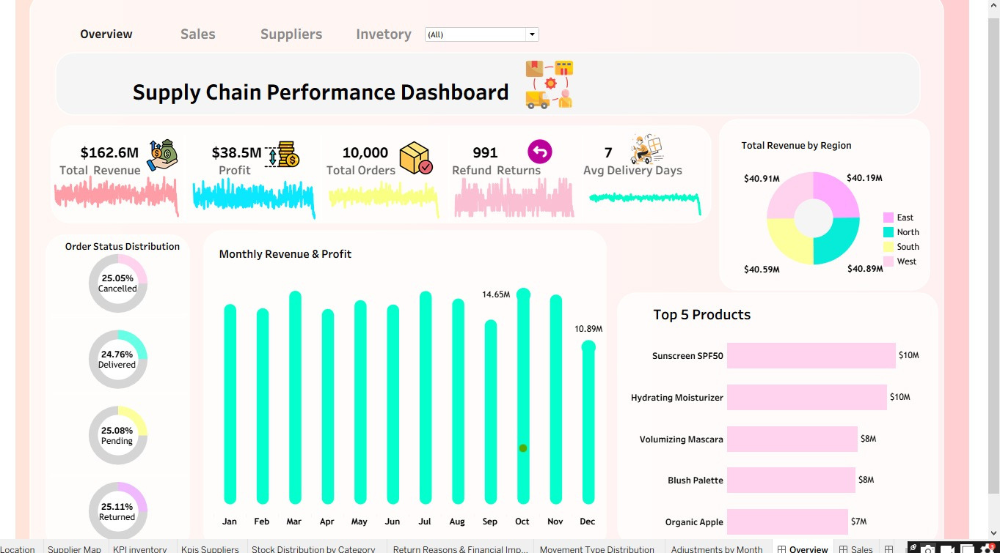 Overview Sales Suppliers Invetory (All)
Supply Chain Performance Dashboard
$162.6M
Total Revenue
$38.5M
Profit
10,000
Total Orders
991
Refund Returns
7
Avg Delivery Days
Total Revenue by Region
$40.91M
$40.19M
$40.59M
$40.89M
East
North
South
West
Order Status Distribution
25.05%
Cancelled
24.76%
Delivered
25.08%
Pending
25.11%
Returned
Monthly Revenue & Profit
14.65M
10.89M
Jan Feb Mar Apr May Jun Jul Aug Sep Oct Nov Dec
Top 5 Products
Sunscreen SPF50 $10M
Hydrating Moisturizer $10M
Volumizing Mascara $8M
Blush Palette $8M
Organic Apple $7M
Location Supplier Map KPI inventory Kpis Suppliers Stock Distribution by Category Return Reasons & Financial Imp... Movement Type Distribution Adjustments by Month Overview Sales